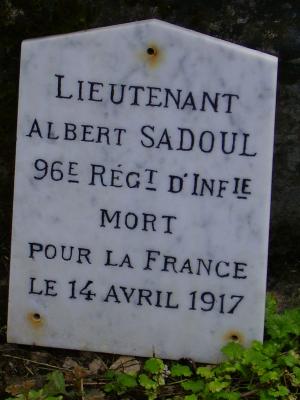 LIEUTENANT
ALBERT SADOUL
96E RÉGT D'INFIE
MORT
POUR LA FRANCE
LE 14 AVRIL 1917